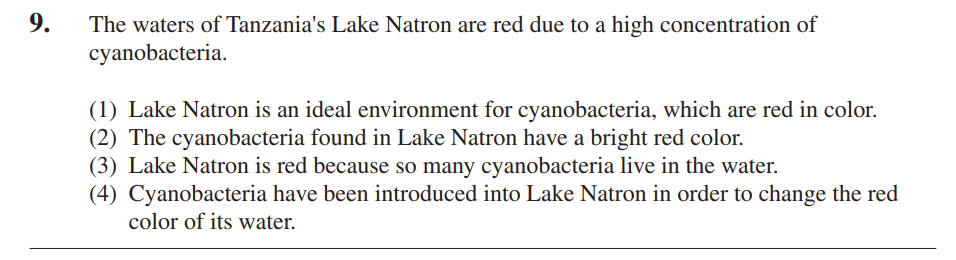 9. The waters of Tanzania's Lake Natron are red due to a high concentration of
cyanobacteria.
(1) Lake Natron is an ideal environment for cyanobacteria, which are red in color.
(2) The cyanobacteria found in Lake Natron have a bright red color.
(3) Lake Natron is red because so many cyanobacteria live in the water.
(4) Cyanobacteria have been introduced into Lake Natron in order to change the red
color of its water.